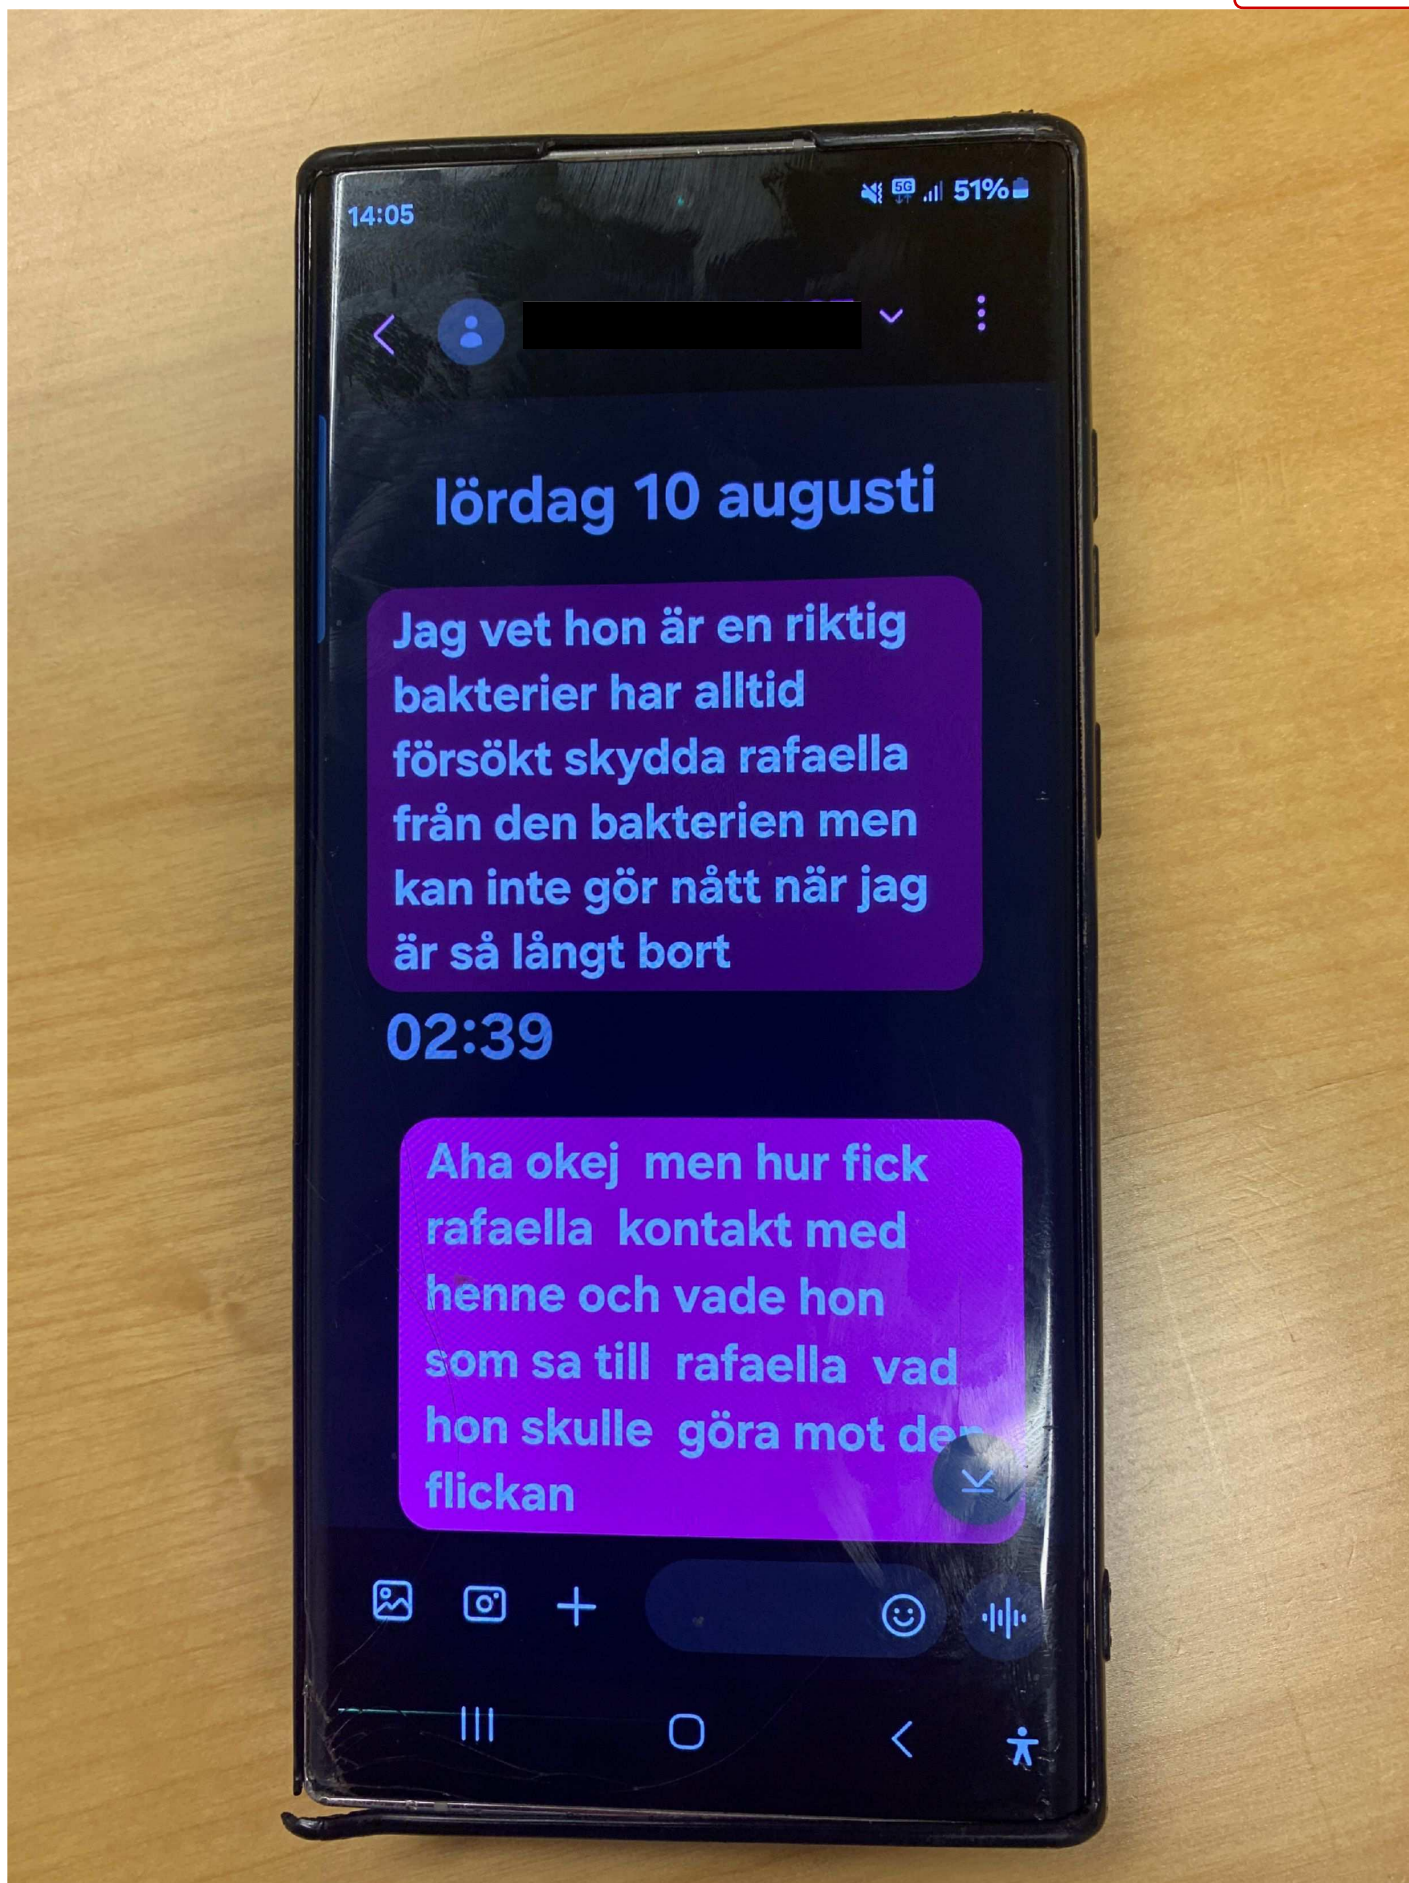 14:05
5G 51%
lördag 10 augusti
Jag vet hon är en riktig
bakterier har alltid
försökt skydda rafaella
från den bakterien men
kan inte gör nått när jag
är så långt bort
02:39
Aha okej men hur fick
rafaella kontakt med
henne och vade hon
som sa till rafaella vad
hon skulle göra mot den
flickan